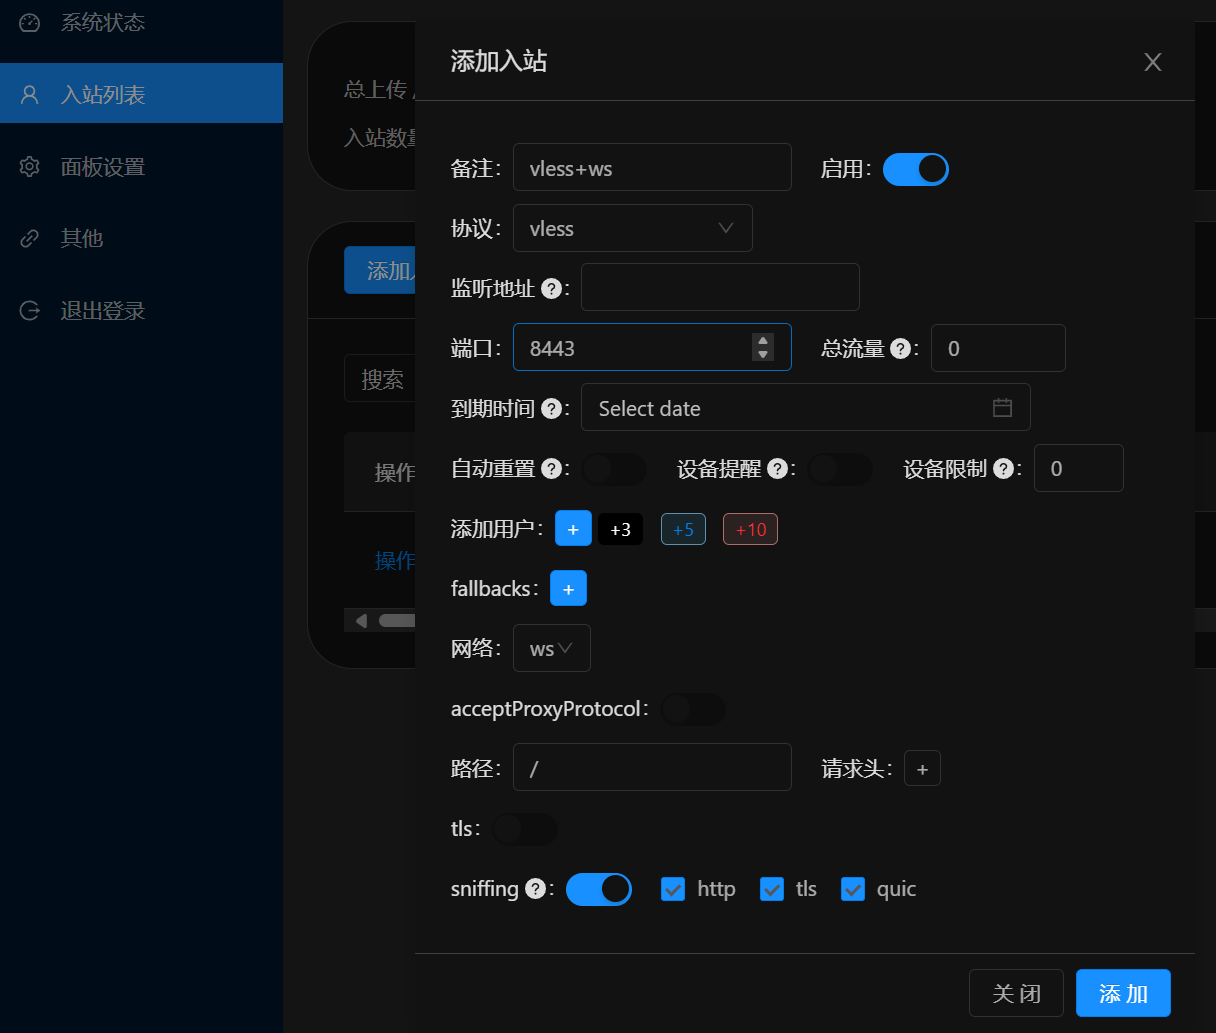 系统状态
入站列表
面板设置
其他
退出登录
总上传
入站数量
添加入
搜索
操作
操作
添加入站
备注: vless+ws 启用:
协议: vless
监听地址 ? :
端口: 8443 总流量 ? : 0
到期时间 ? : Select date
自动重置 ? : 设备提醒 ? : 设备限制 ? : 0
添加用户: + +3 +5 +10
fallbacks: +
网络: ws
acceptProxyProtocol:
路径: / 请求头: +
tls:
sniffing ? : http tls quic
关 闭 添 加